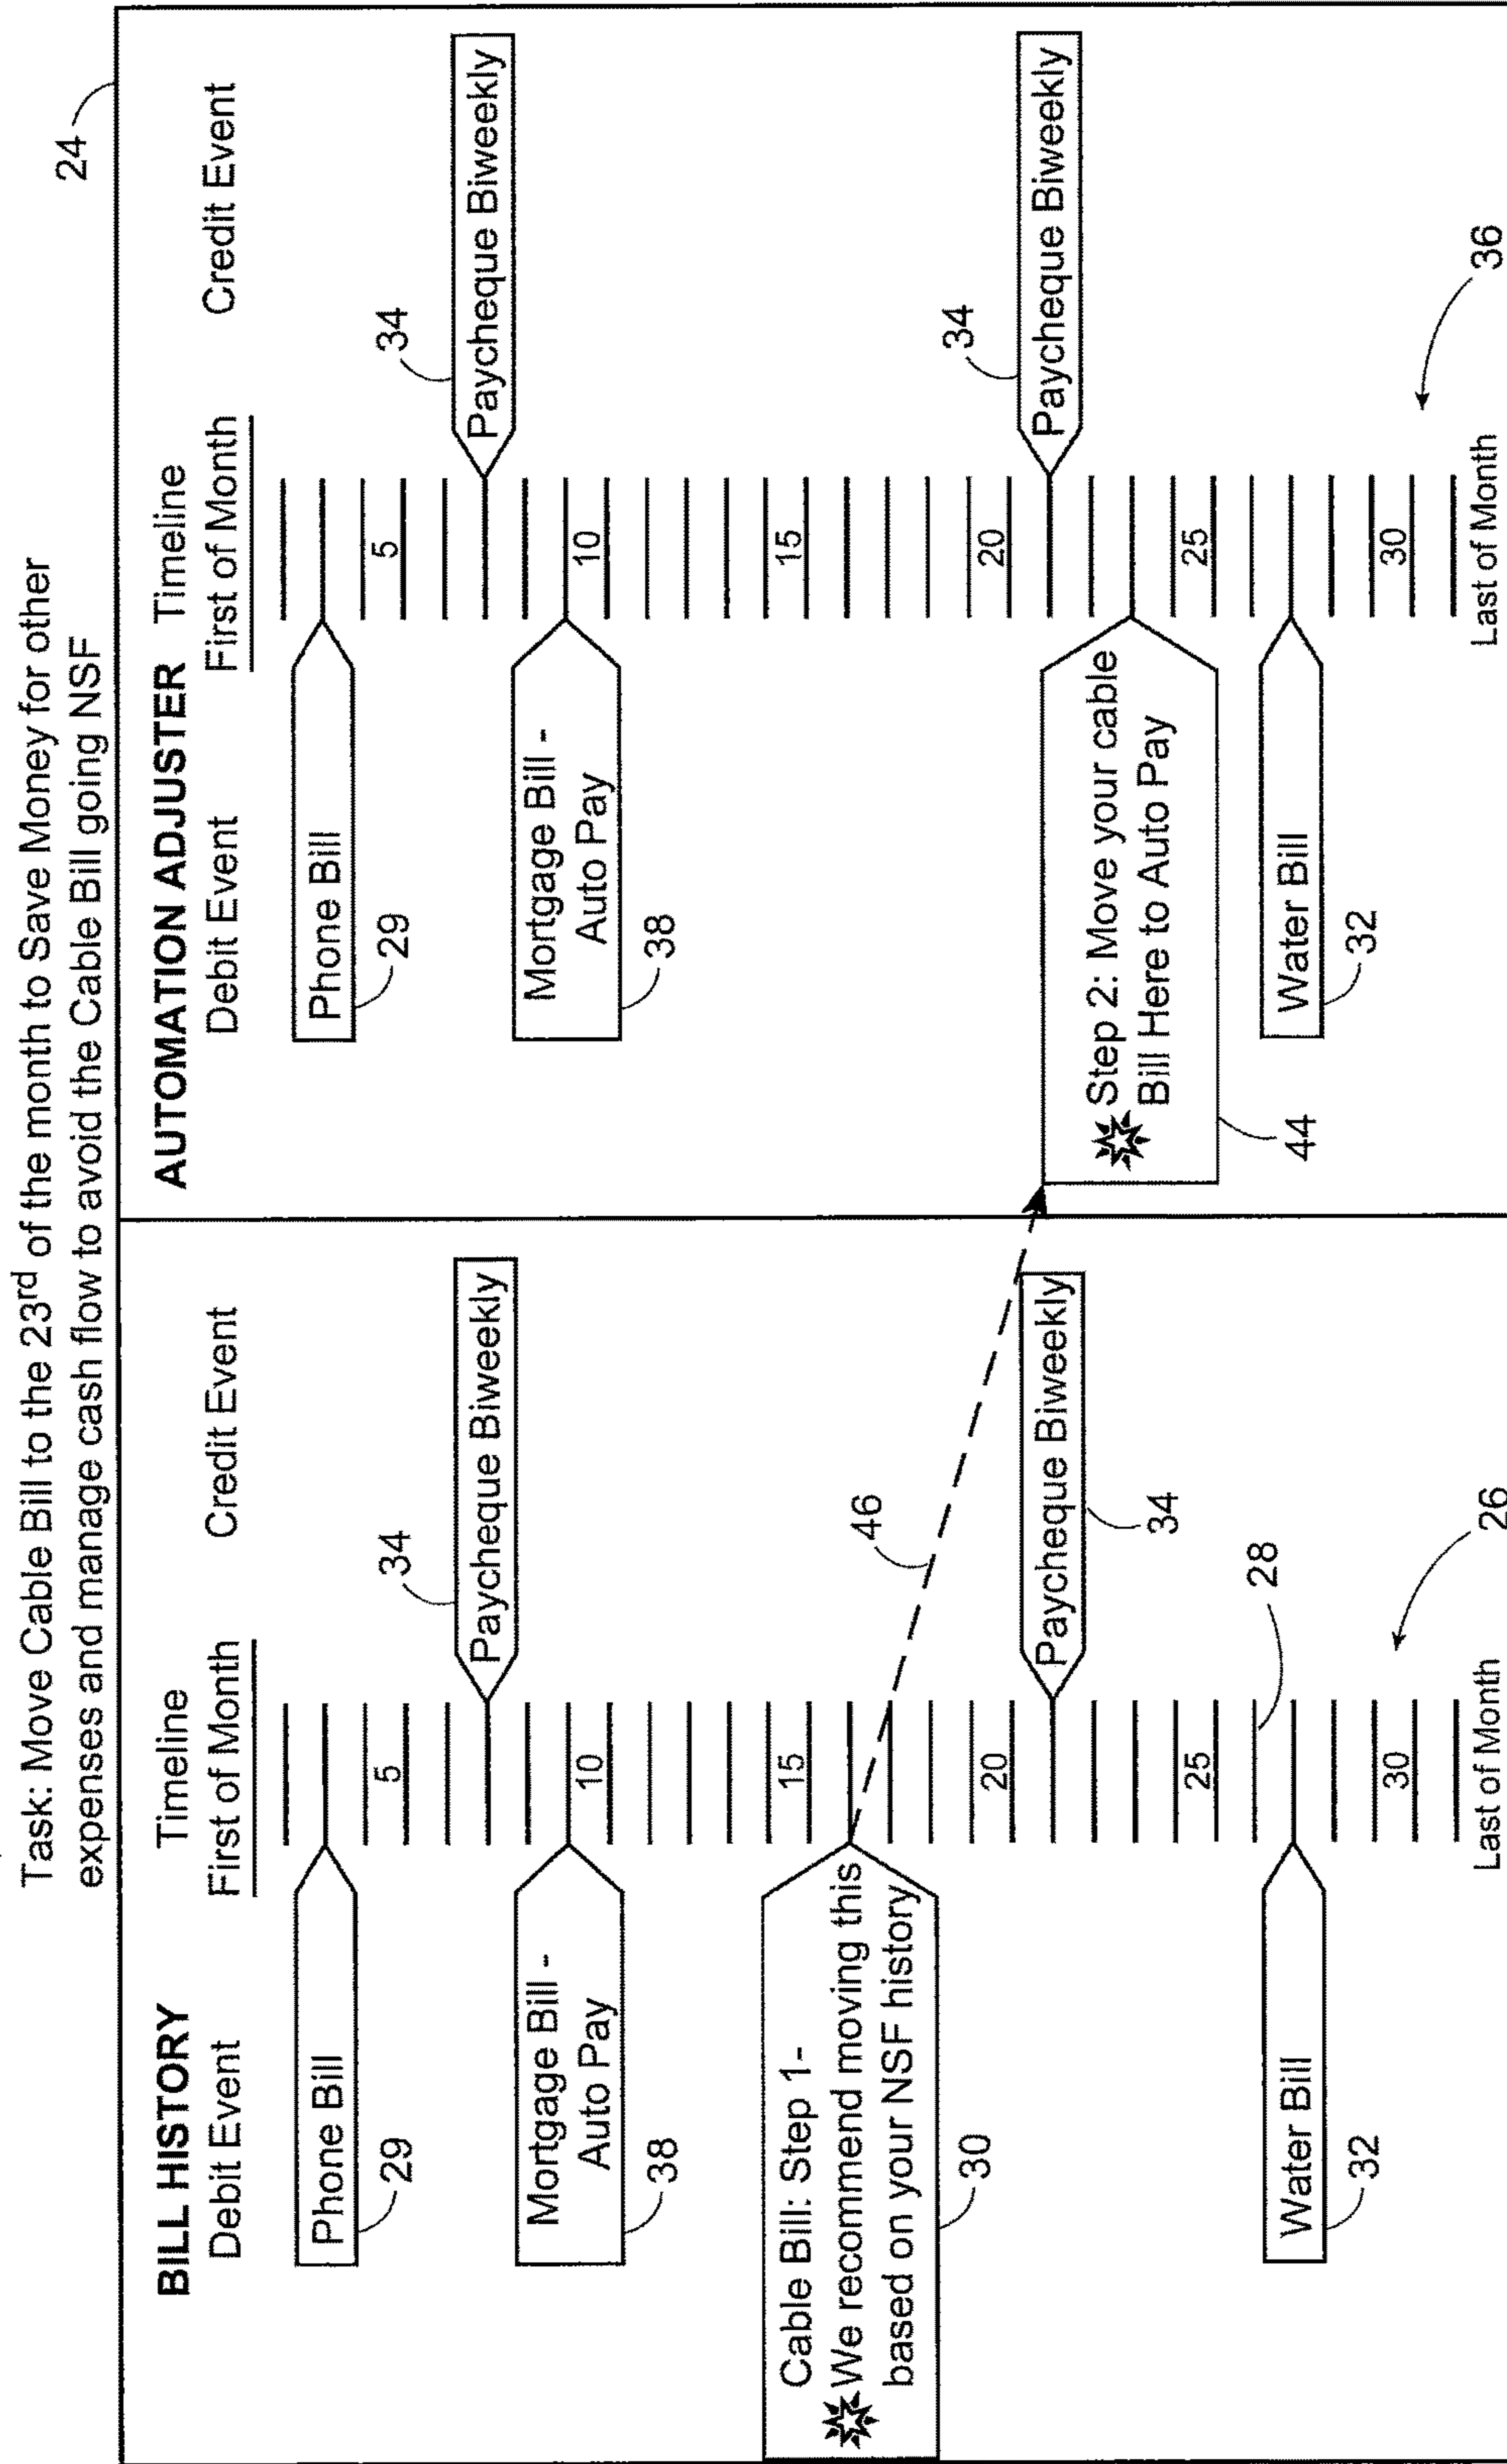 Task: Move Cable Bill to the 23rd of the month to Save Money for other
expenses and manage cash flow to avoid the Cable Bill going NSF
24
BILL HISTORY
Debit Event
Timeline
First of Month
Credit Event
Phone Bill
29
5
34
Paycheque Biweekly
Mortgage Bill -
Auto Pay
38
10
Cable Bill: Step 1-
We recommend moving this
based on your NSF history
30
15
46
20
Paycheque Biweekly
34
25
28
Water Bill
32
30
Last of Month
26
AUTOMATION ADJUSTER
Debit Event
Timeline
First of Month
Credit Event
Phone Bill
29
5
34
Paycheque Biweekly
Mortgage Bill -
Auto Pay
38
10
15
20
34
Paycheque Biweekly
Step 2: Move your cable
Bill Here to Auto Pay
44
25
Water Bill
32
30
Last of Month
36